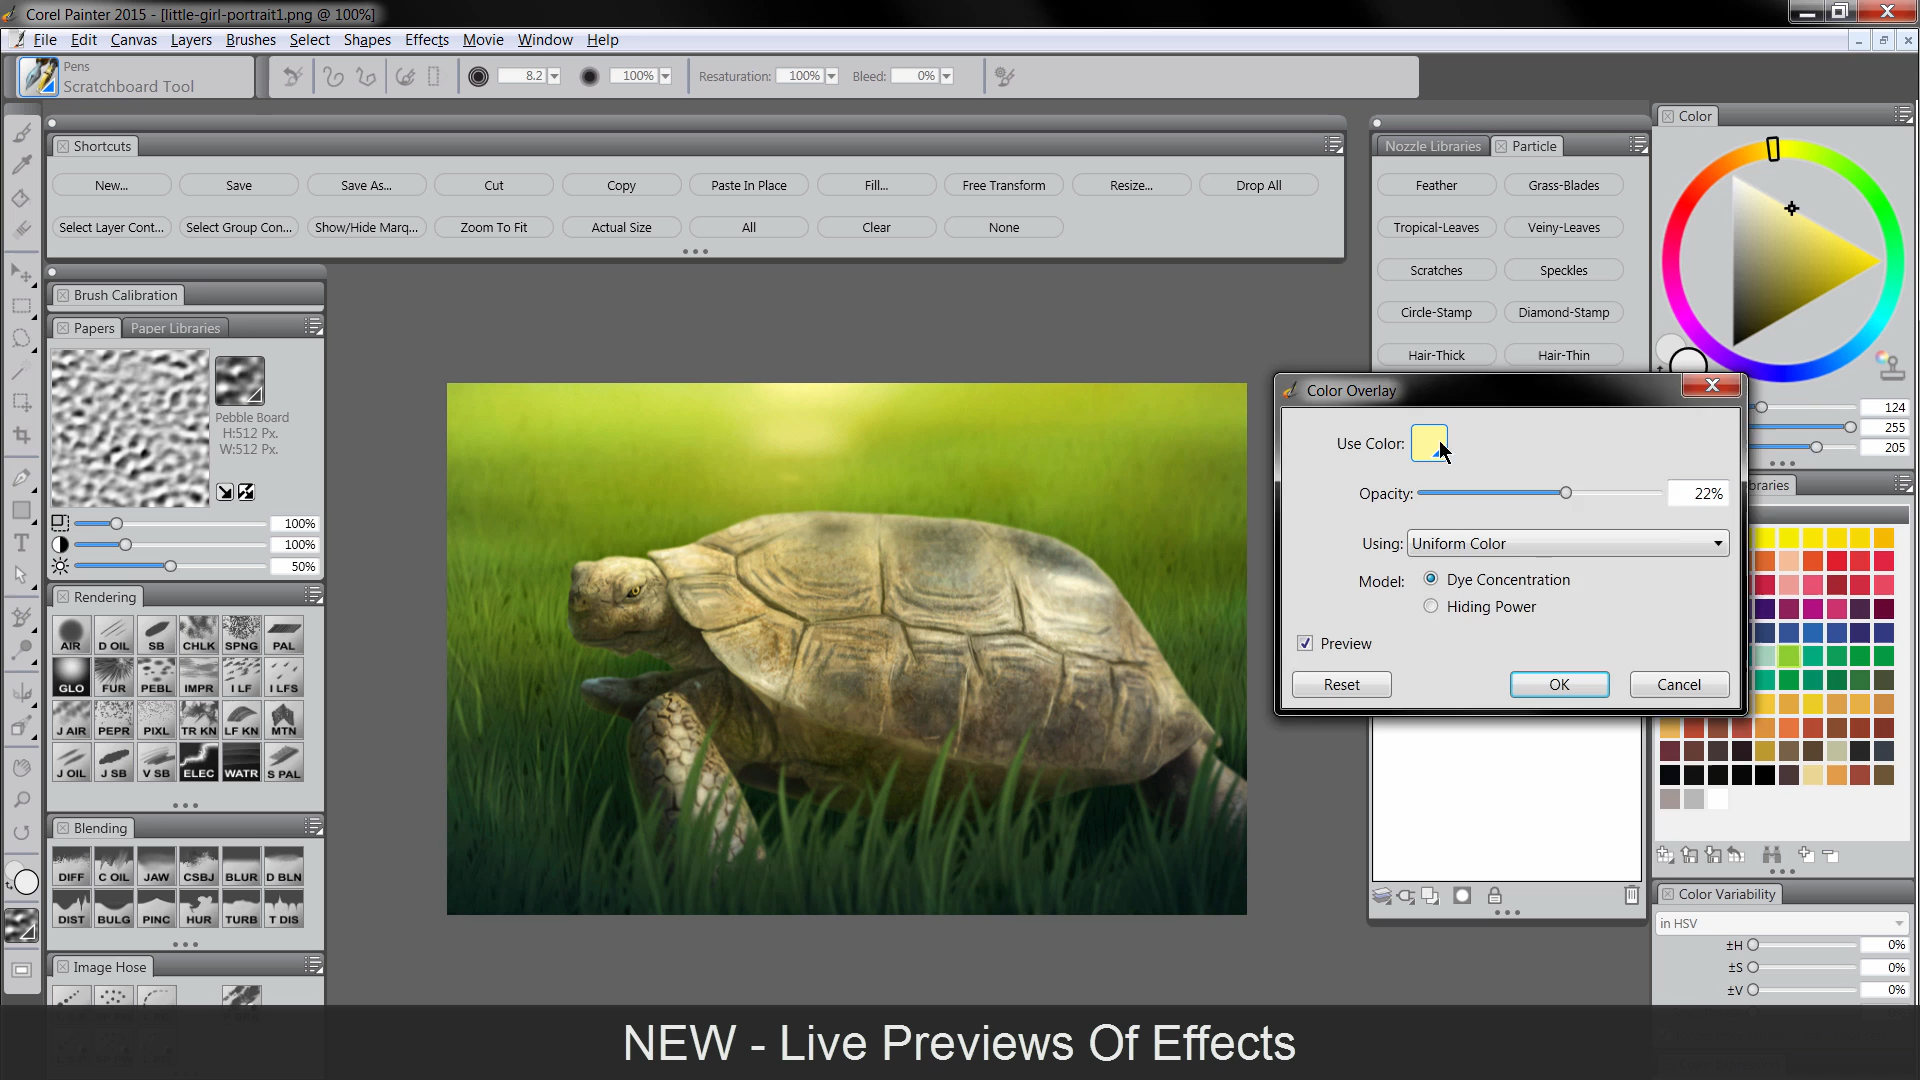 Corel Painter 2015 - [little-girl-portrait1.png @ 100%]
File Edit Canvas Layers Brushes Select Shapes Effects Movie Window Help
Pens
Scratchboard Tool
8.2 100% Resaturation: 100% Bleed: 0%
Shortcuts
New... Save Save As... Cut Copy Paste In Place Fill... Free Transform Resize... Drop All
Select Layer Cont... Select Group Con... Show/Hide Marq... Zoom To Fit Actual Size All Clear None
Nozzle Libraries Particle
Feather Grass-Blades
Tropical-Leaves Veiny-Leaves
Scratches Speckles
Circle-Stamp Diamond-Stamp
Hair-Thick Hair-Thin
Color
124
255
205
braries
Brush Calibration
Papers Paper Libraries
Pebble Board
H:512 Px.
W:512 Px.
100%
100%
50%
Rendering
AIR D OIL SB CHLK SPNG PAL
GLO FUR PEBL IMPR I LF I LFS
J AIR PEPR PIXL TR KN LF KN MTN
J OIL J SB V SB ELEC WATR S PAL
Blending
DIFF C OIL JAW CSBJ BLUR D BLN
DIST BULG PINC HUR TURB T DIS
Image Hose
T
Color Overlay
Use Color:
Opacity: 22%
Using: Uniform Color
Model: Dye Concentration
Hiding Power
Preview
Reset OK Cancel
Color Variability
in HSV
±H 0%
±S 0%
±V 0%
NEW - Live Previews Of Effects